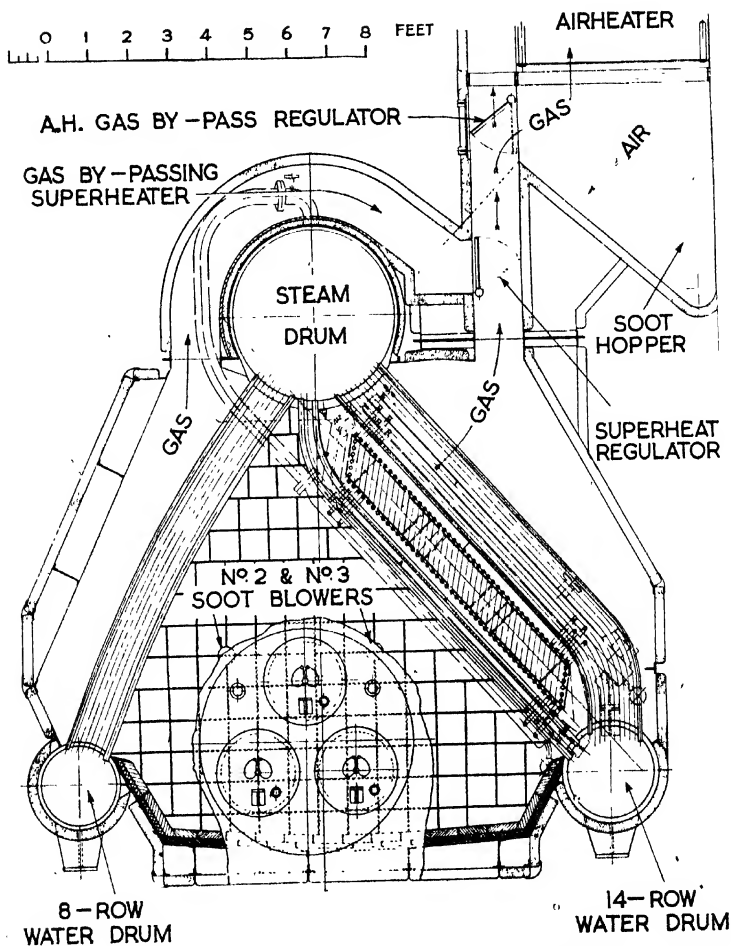 0 1 2 3 4 5 6 7 8 FEET
AIRHEATER
A.H. GAS BY-PASS REGULATOR
GAS
AIR
GAS BY-PASSING
SUPERHEATER
STEAM
DRUM
SOOT
HOPPER
GAS
GAS
SUPERHEAT
REGULATOR
No. 2 & No. 3
SOOT BLOWERS
8-ROW
WATER DRUM
14-ROW
WATER DRUM